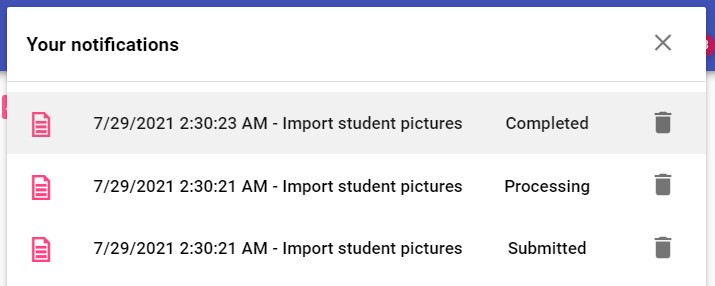 Your notifications
7/29/2021 2:30:23 AM - Import student pictures Completed
7/29/2021 2:30:21 AM - Import student pictures Processing
7/29/2021 2:30:21 AM - Import student pictures Submitted